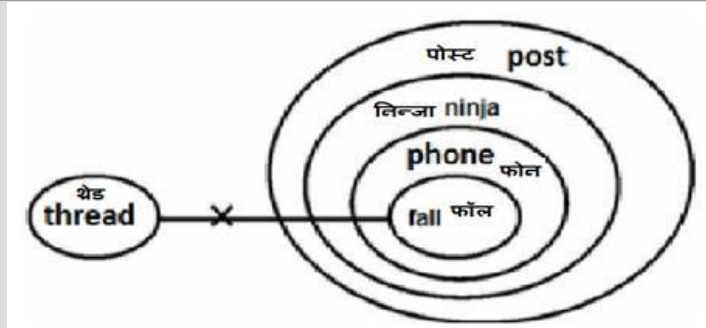 पोस्ट post
निन्जा ninja
phone फोन
थ्रेड
thread
fall फॉल